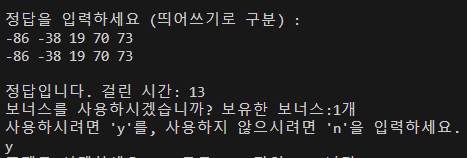 정답을 입력하세요 (띄어쓰기로 구분) :
-86 -38 19 70 73
-86 -38 19 70 73
정답입니다. 걸린 시간: 13
보너스를 사용하시겠습니까? 보유한 보너스:1개
사용하시려면 'y'를, 사용하지 않으시려면 'n'을 입력하세요.
y